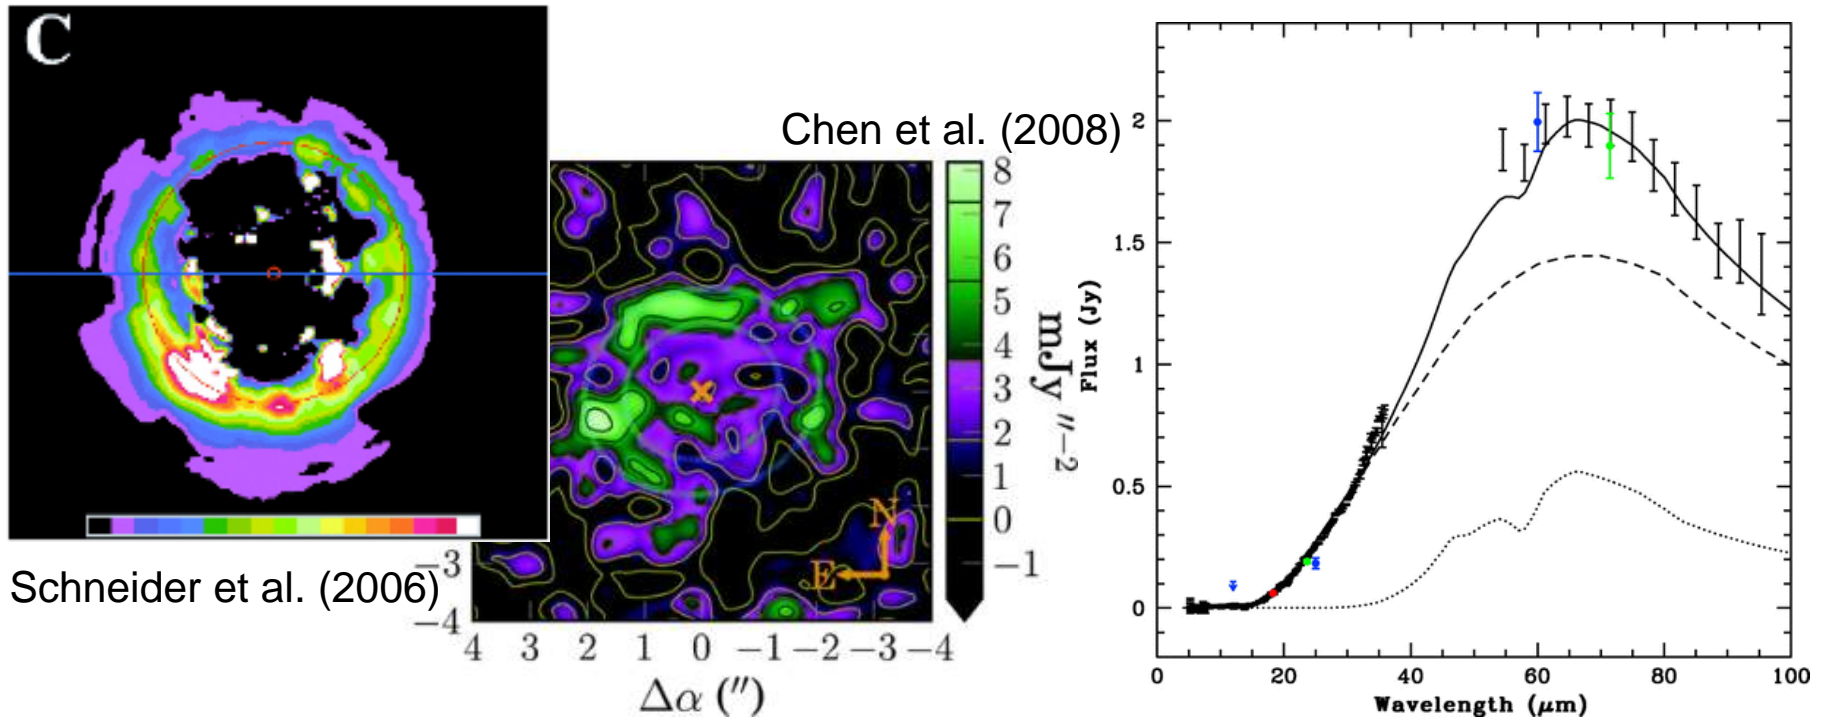 C
Schneider et al. (2006)
Chen et al. (2008)
8
7
6
5
4
3
2
1
0
−1
mJy ″⁻²
−3
−4
N
E
4 3 2 1 0 −1 −2 −3 −4
Δα (″)
2
1.5
1
0.5
0
Flux (Jy)
0 20 40 60 80 100
Wavelength (μm)